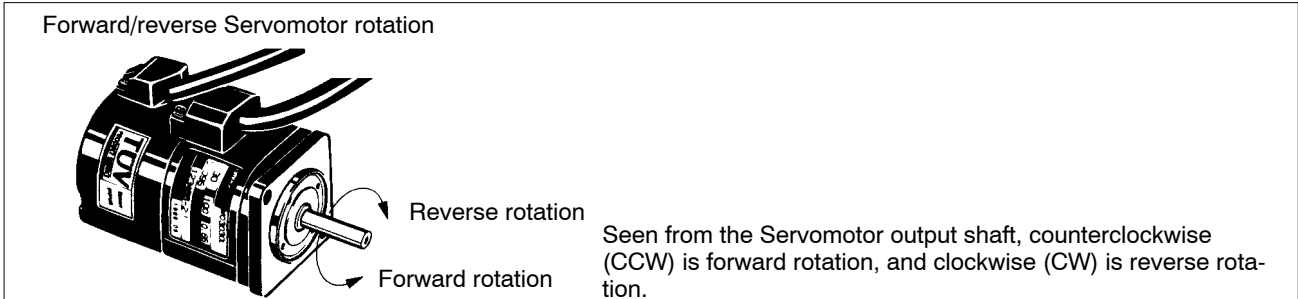 Forward/reverse Servomotor rotation
TUV
Reverse rotation
Forward rotation
Seen from the Servomotor output shaft, counterclockwise
(CCW) is forward rotation, and clockwise (CW) is reverse rota-
tion.